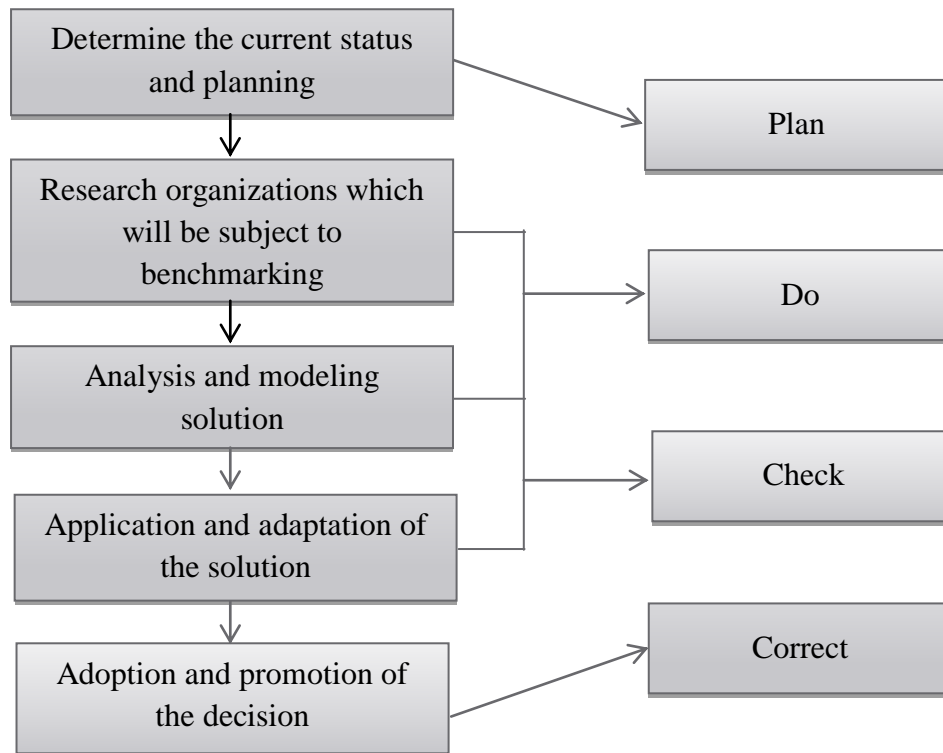 Determine the current status
and planning
Plan
Research organizations which
will be subject to
benchmarking
Do
Analysis and modeling
solution
Check
Application and adaptation of
the solution
Correct
Adoption and promotion of
the decision